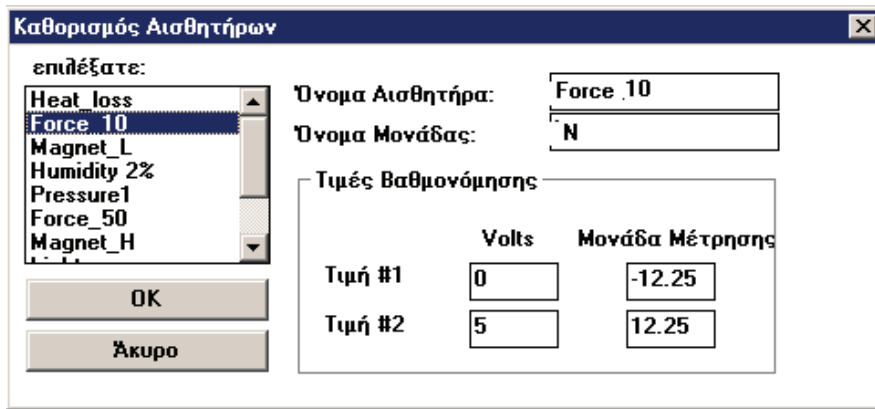 Καθορισμός Αισθητήρων
επιλέξατε:
Heat_loss
Force_10
Magnet_L
Humidity 2%
Pressure1
Force_50
Magnet_H
OK
Άκυρο
Όνομα Αισθητήρα: Force_10
Όνομα Μονάδας: N
Τιμές Βαθμονόμησης
Volts Μονάδα Μέτρησης
Τιμή #1 0 -12.25
Τιμή #2 5 12.25